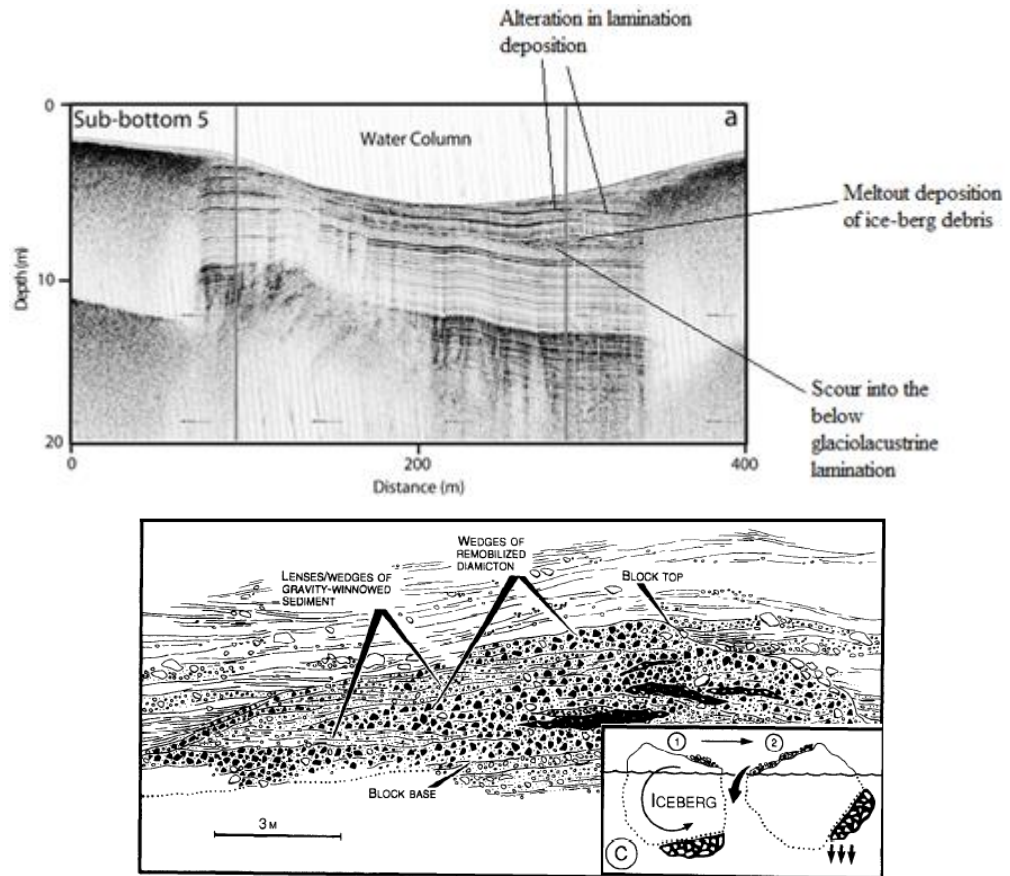 Alteration in lamination
deposition
0
Sub-bottom 5
a
Water Column
Meltout deposition
of ice-berg debris
Depth (m)
10
Scour into the
below
glaciolacustrine
lamination
20
0
200
400
Distance (m)
WEDGES OF
REMOBILIZED
DIAMICTON
LENSES/WEDGES OF
GRAVITY-WINNOWED
SEDIMENT
BLOCK TOP
1
2
ICEBERG
BLOCK BASE
3 M
C